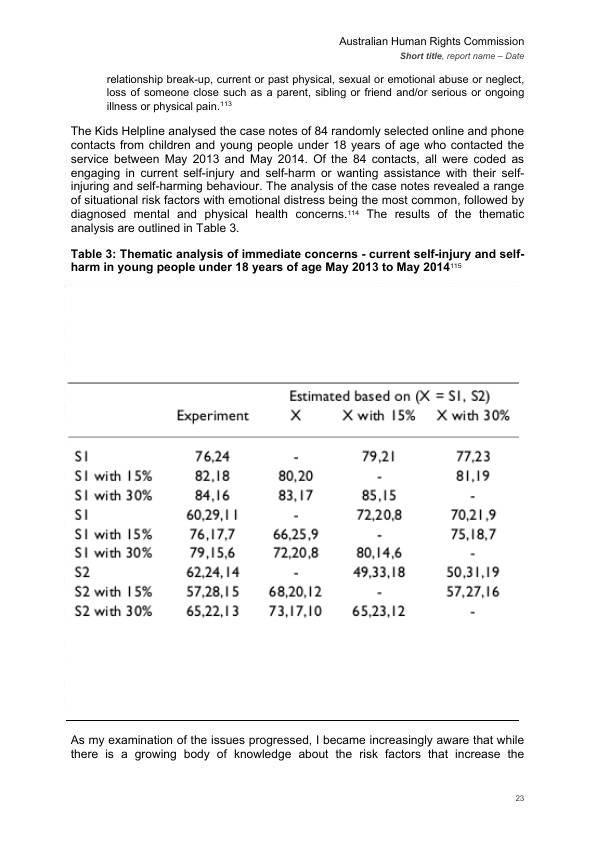 Australian Human Rights Commission
Short title, report name – Date
relationship break-up, current or past physical, sexual or emotional abuse or neglect,
loss of someone close such as a parent, sibling or friend and/or serious or ongoing
illness or physical pain.113
The Kids Helpline analysed the case notes of 84 randomly selected online and phone
contacts from children and young people under 18 years of age who contacted the
service between May 2013 and May 2014. Of the 84 contacts, all were coded as
engaging in current self-injury and self-harm or wanting assistance with their self-
injuring and self-harming behaviour. The analysis of the case notes revealed a range
of situational risk factors with emotional distress being the most common, followed by
diagnosed mental and physical health concerns.114 The results of the thematic
analysis are outlined in Table 3.
Table 3: Thematic analysis of immediate concerns - current self-injury and self-
harm in young people under 18 years of age May 2013 to May 2014115
Estimated based on (X = S1, S2)
Experiment X X with 15% X with 30%
S1 76,24 - 79,21 77,23
S1 with 15% 82,18 80,20 - 81,19
S1 with 30% 84,16 83,17 85,15 -
S1 60,29,11 - 72,20,8 70,21,9
S1 with 15% 76,17,7 66,25,9 - 75,18,7
S1 with 30% 79,15,6 72,20,8 80,14,6 -
S2 62,24,14 - 49,33,18 50,31,19
S2 with 15% 57,28,15 68,20,12 - 57,27,16
S2 with 30% 65,22,13 73,17,10 65,23,12 -
As my examination of the issues progressed, I became increasingly aware that while
there is a growing body of knowledge about the risk factors that increase the
23